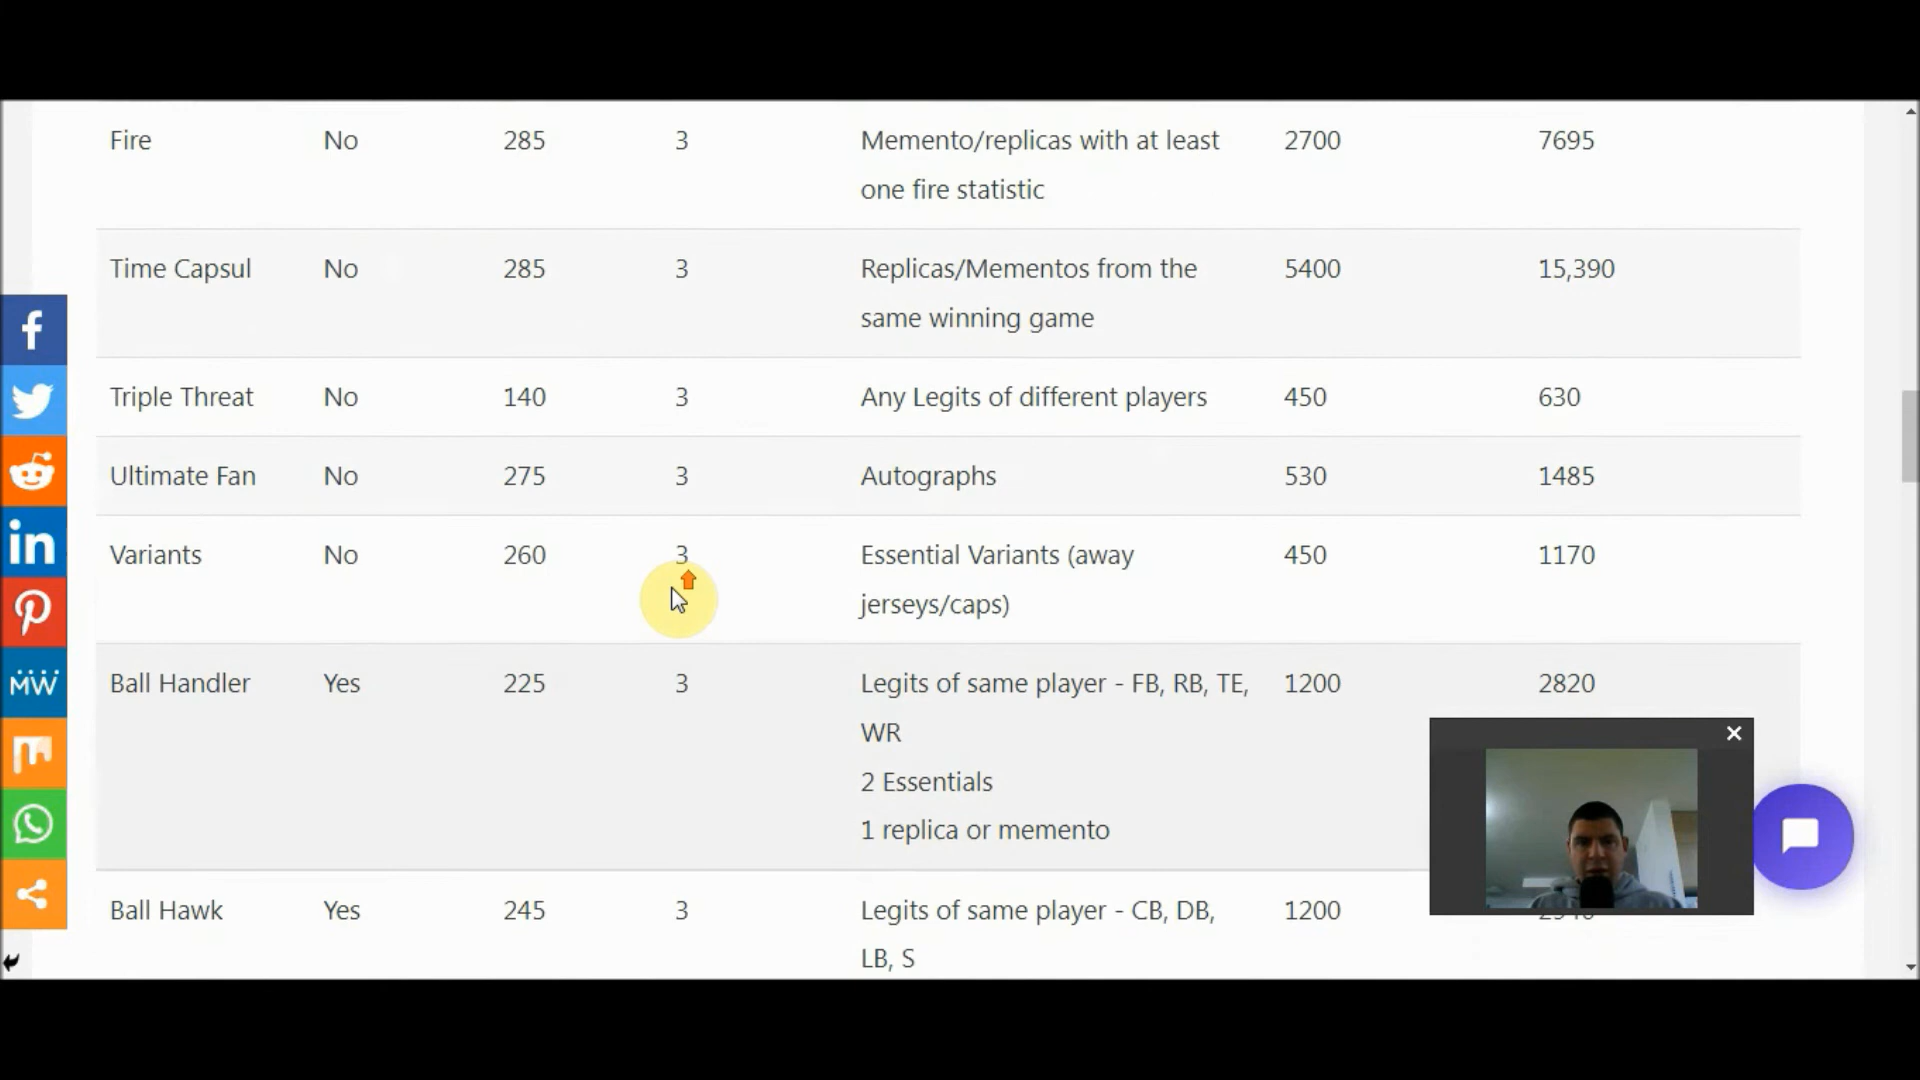 Fire No 285 3 Memento/replicas with at least 2700 7695
one fire statistic
Time Capsul No 285 3 Replicas/Mementos from the 5400 15,390
same winning game
Triple Threat No 140 3 Any Legits of different players 450 630
Ultimate Fan No 275 3 Autographs 530 1485
Variants No 260 3 Essential Variants (away 450 1170
jerseys/caps)
Ball Handler Yes 225 3 Legits of same player - FB, RB, TE, 1200 2820
WR
2 Essentials
1 replica or memento
Ball Hawk Yes 245 3 Legits of same player - CB, DB, 1200
LB, S
f
in
MW
m